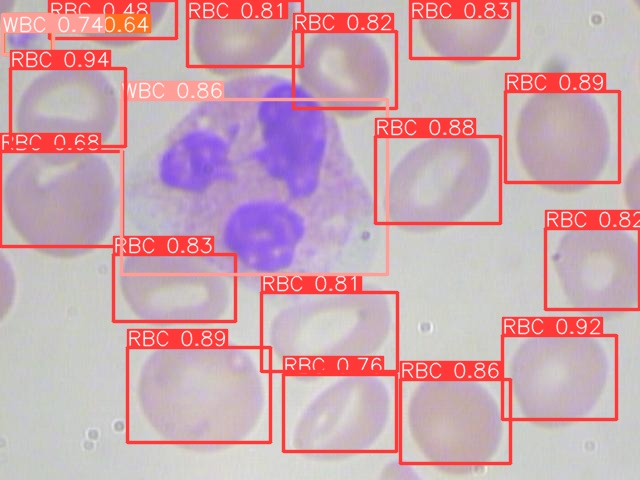 RBC 0.48
RBC 0.81
RBC 0.83
WBC 0.74
0.64
RBC 0.82
RBC 0.94
WBC 0.86
RBC 0.89
RBC 0.88
RBC 0.68
RBC 0.82
RBC 0.83
RBC 0.81
RBC 0.92
RBC 0.89
RBC 0.76
RBC 0.86